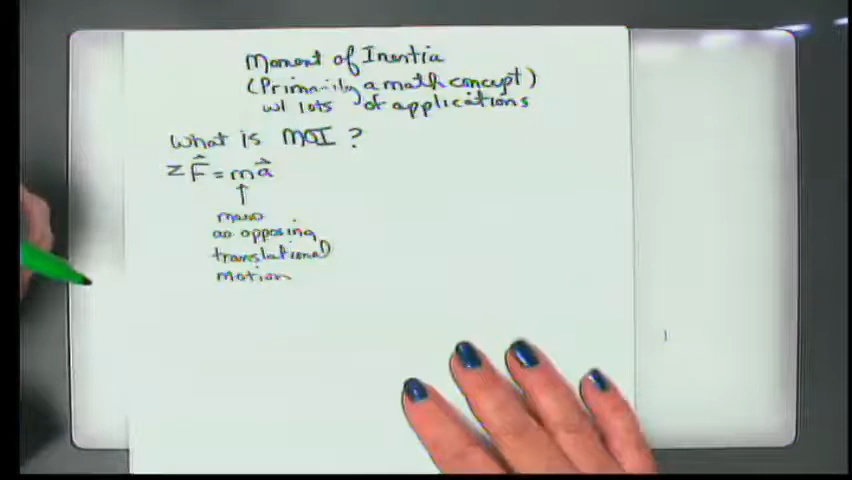 Moment of Inertia
(Primarily a math concept)
w/ lots of applications
What is MOI ?
ΣF⃗ = ma⃗
↑
mass
as opposing
translational
motion